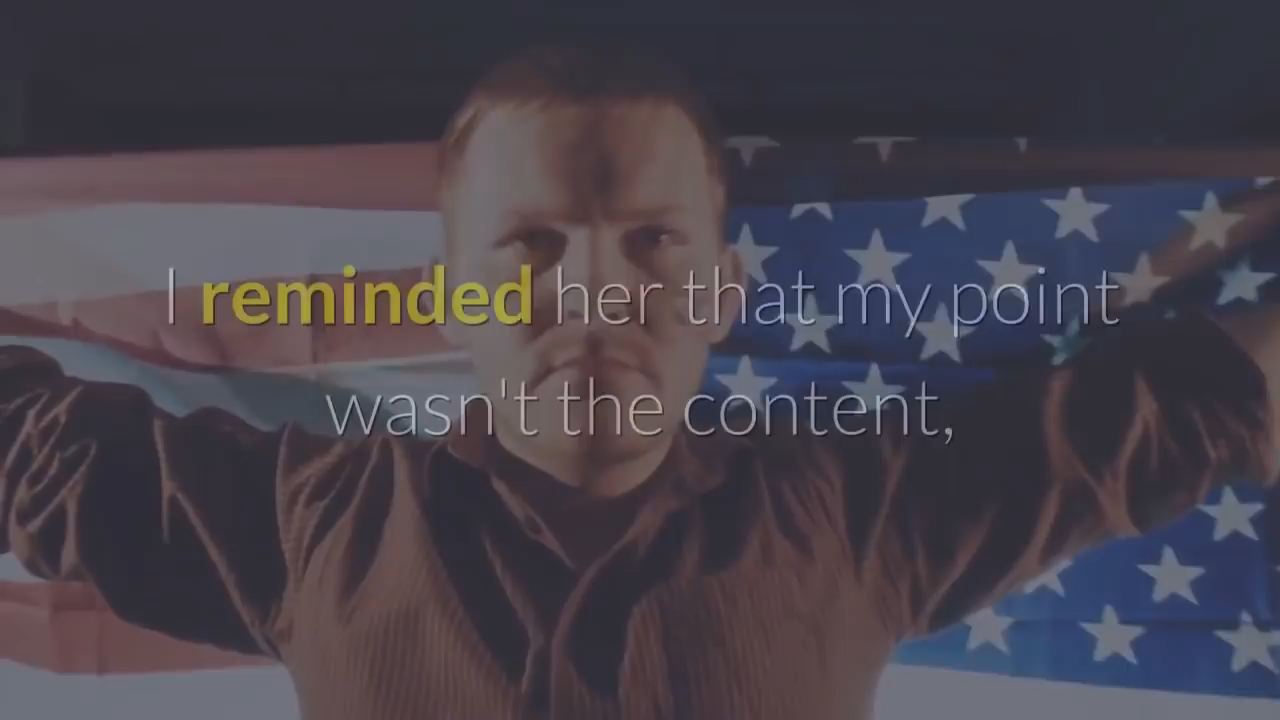 I reminded her that my point
wasn't the content,